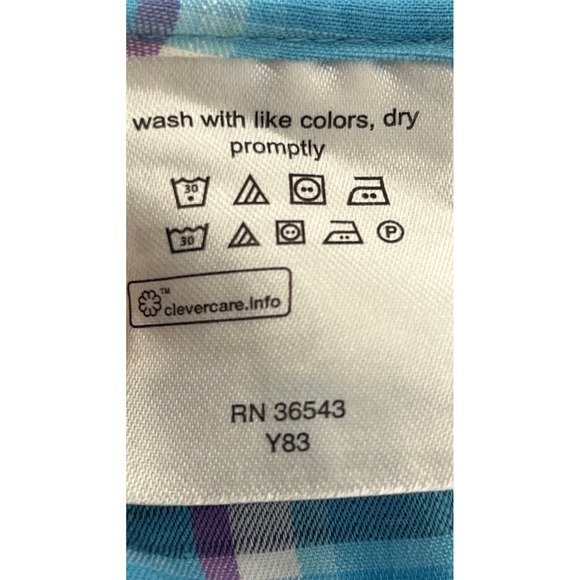 wash with like colors, dry
promptly
30
30 P
™
clevercare.info
RN 36543
Y83